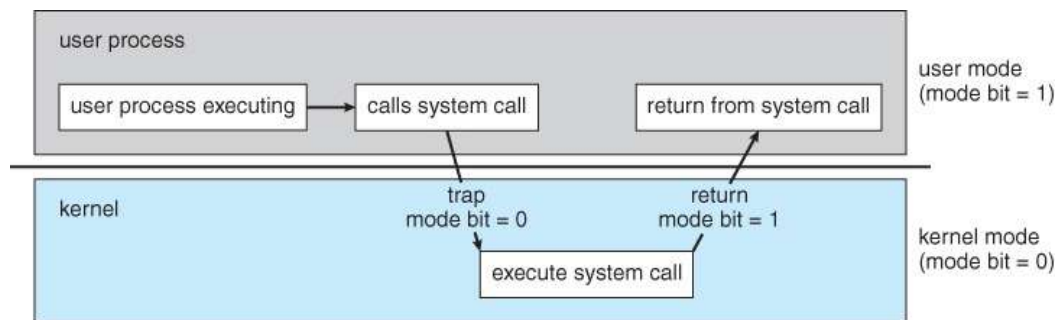 user process
user process executing
calls system call
return from system call
user mode
(mode bit = 1)
kernel
trap
mode bit = 0
return
mode bit = 1
execute system call
kernel mode
(mode bit = 0)